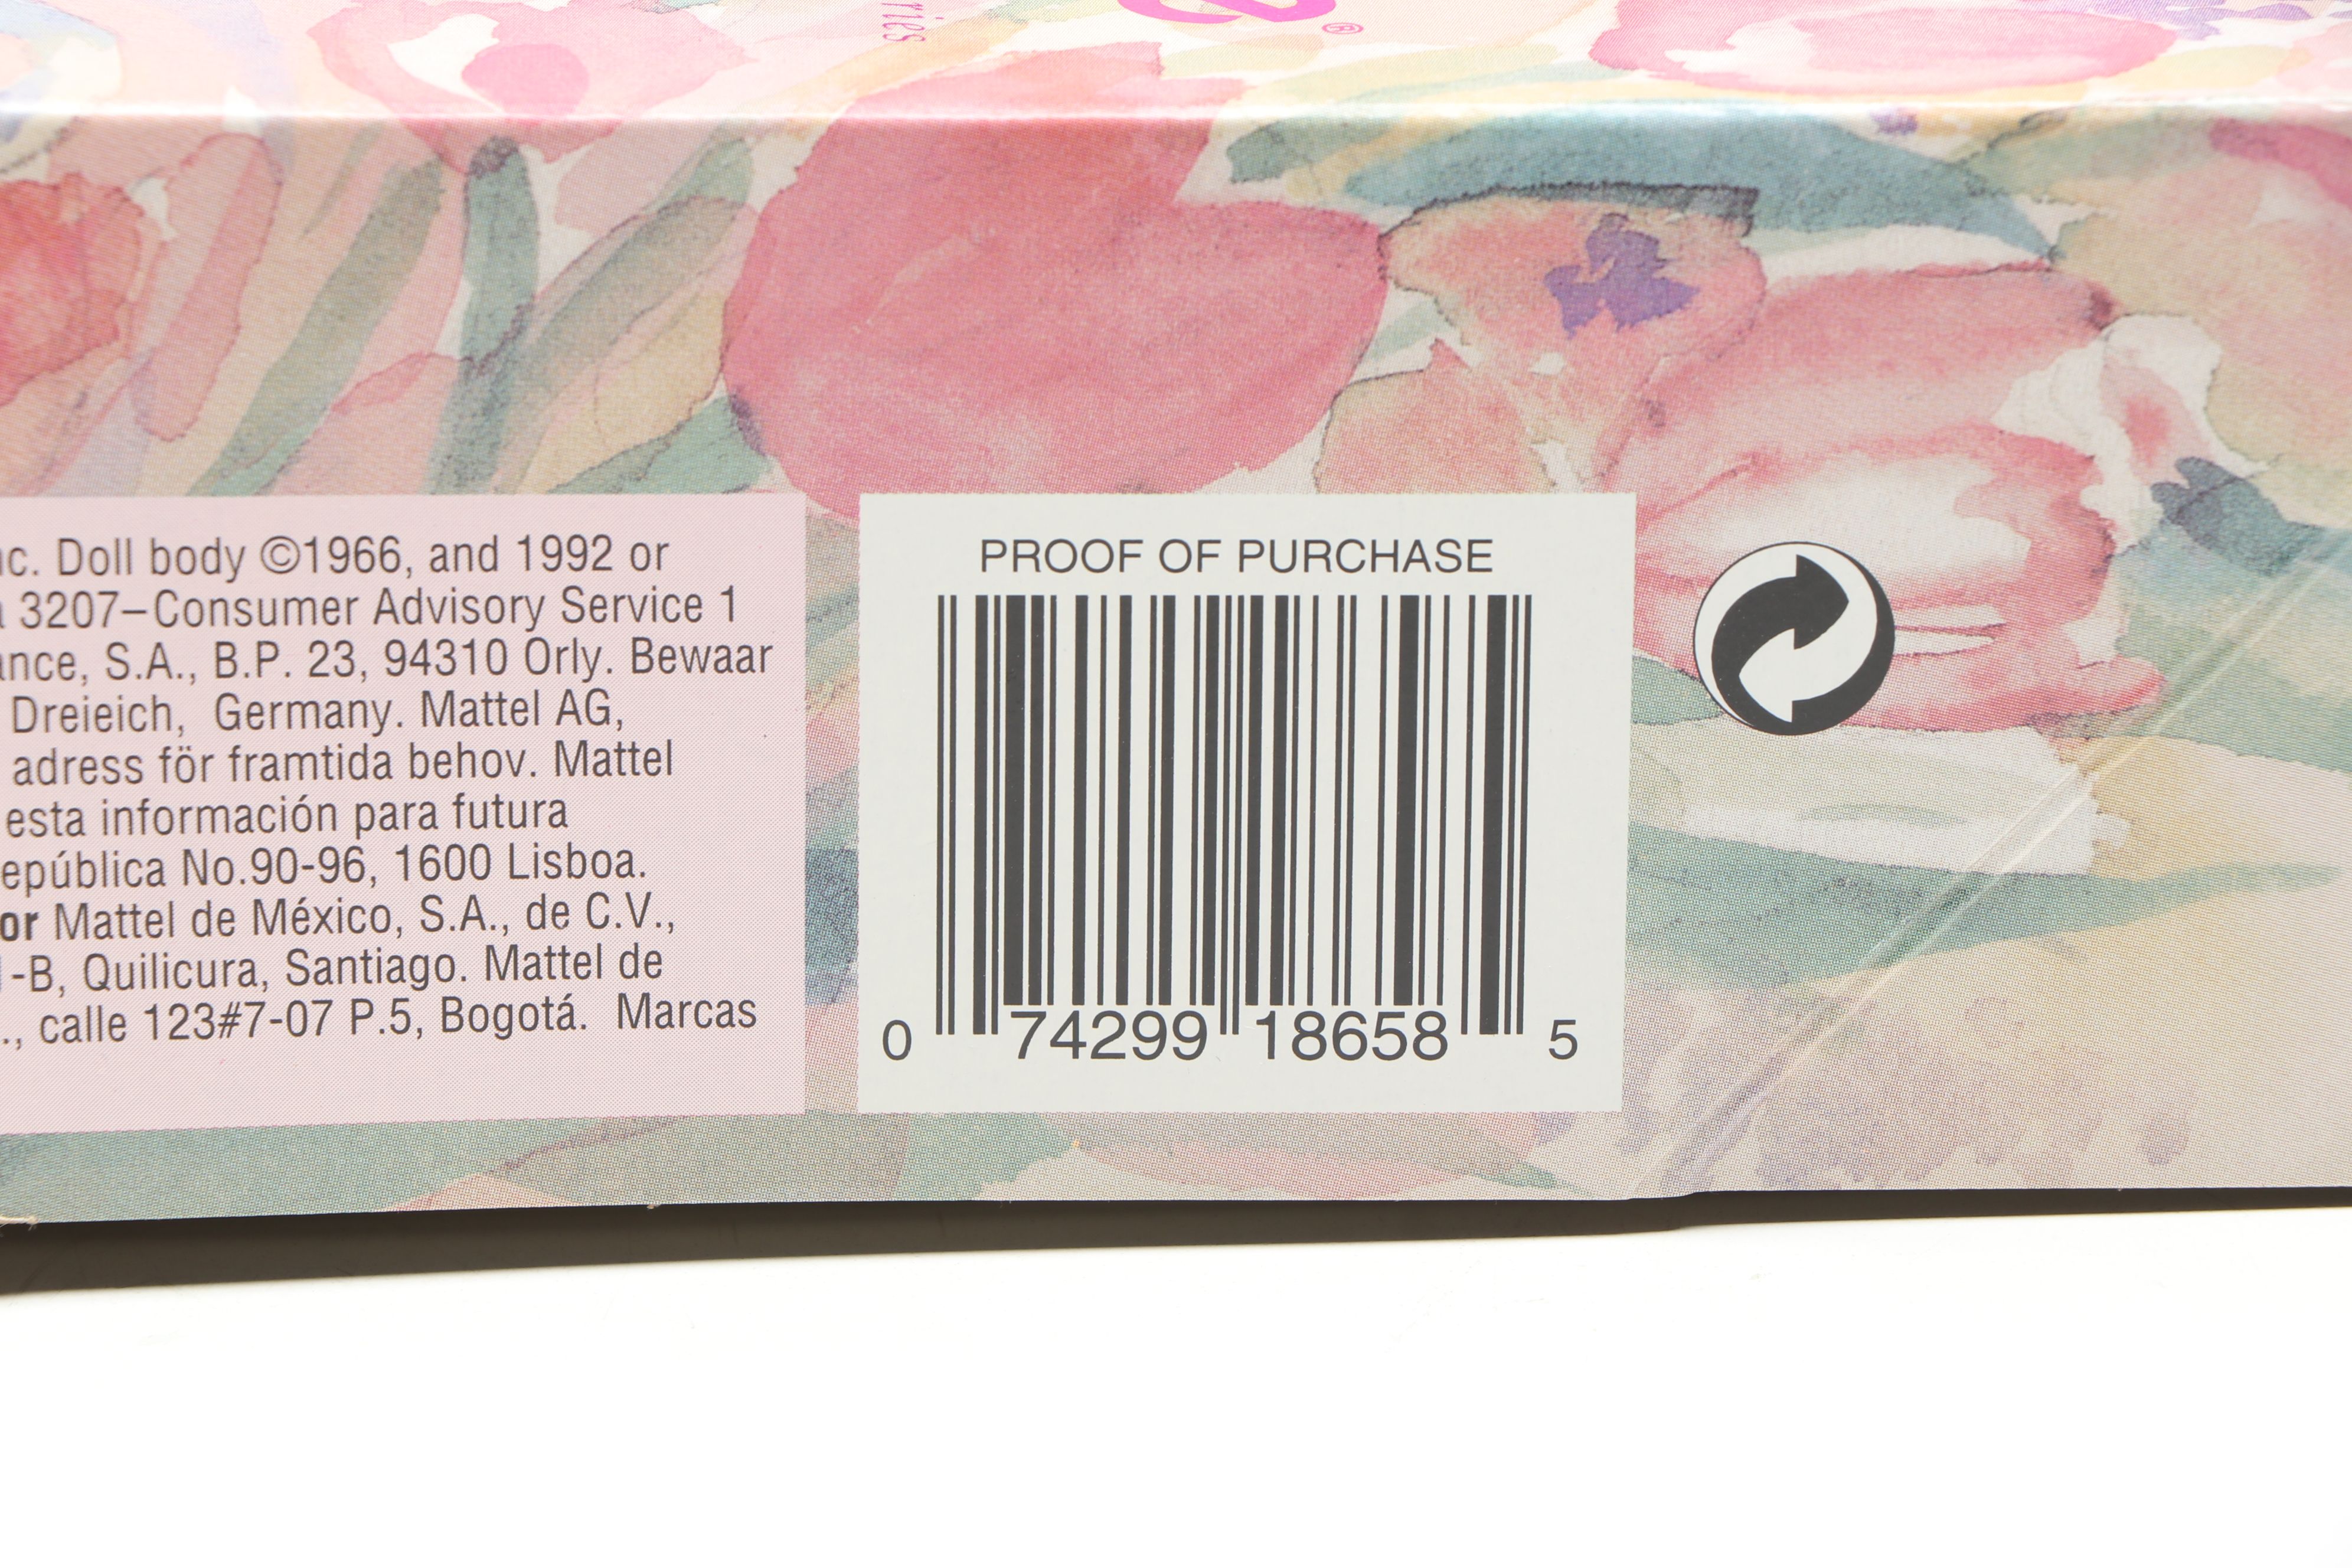 ries
®
nc. Doll body ©1966, and 1992 or
3207–Consumer Advisory Service 1
ance, S.A., B.P. 23, 94310 Orly. Bewaar
Dreieich, Germany. Mattel AG,
adress för framtida behov. Mattel
esta información para futura
epública No.90-96, 1600 Lisboa.
or Mattel de México, S.A., de C.V.,
-B, Quilicura, Santiago. Mattel de
., calle 123#7-07 P.5, Bogotá. Marcas
PROOF OF PURCHASE
0 74299 18658 5